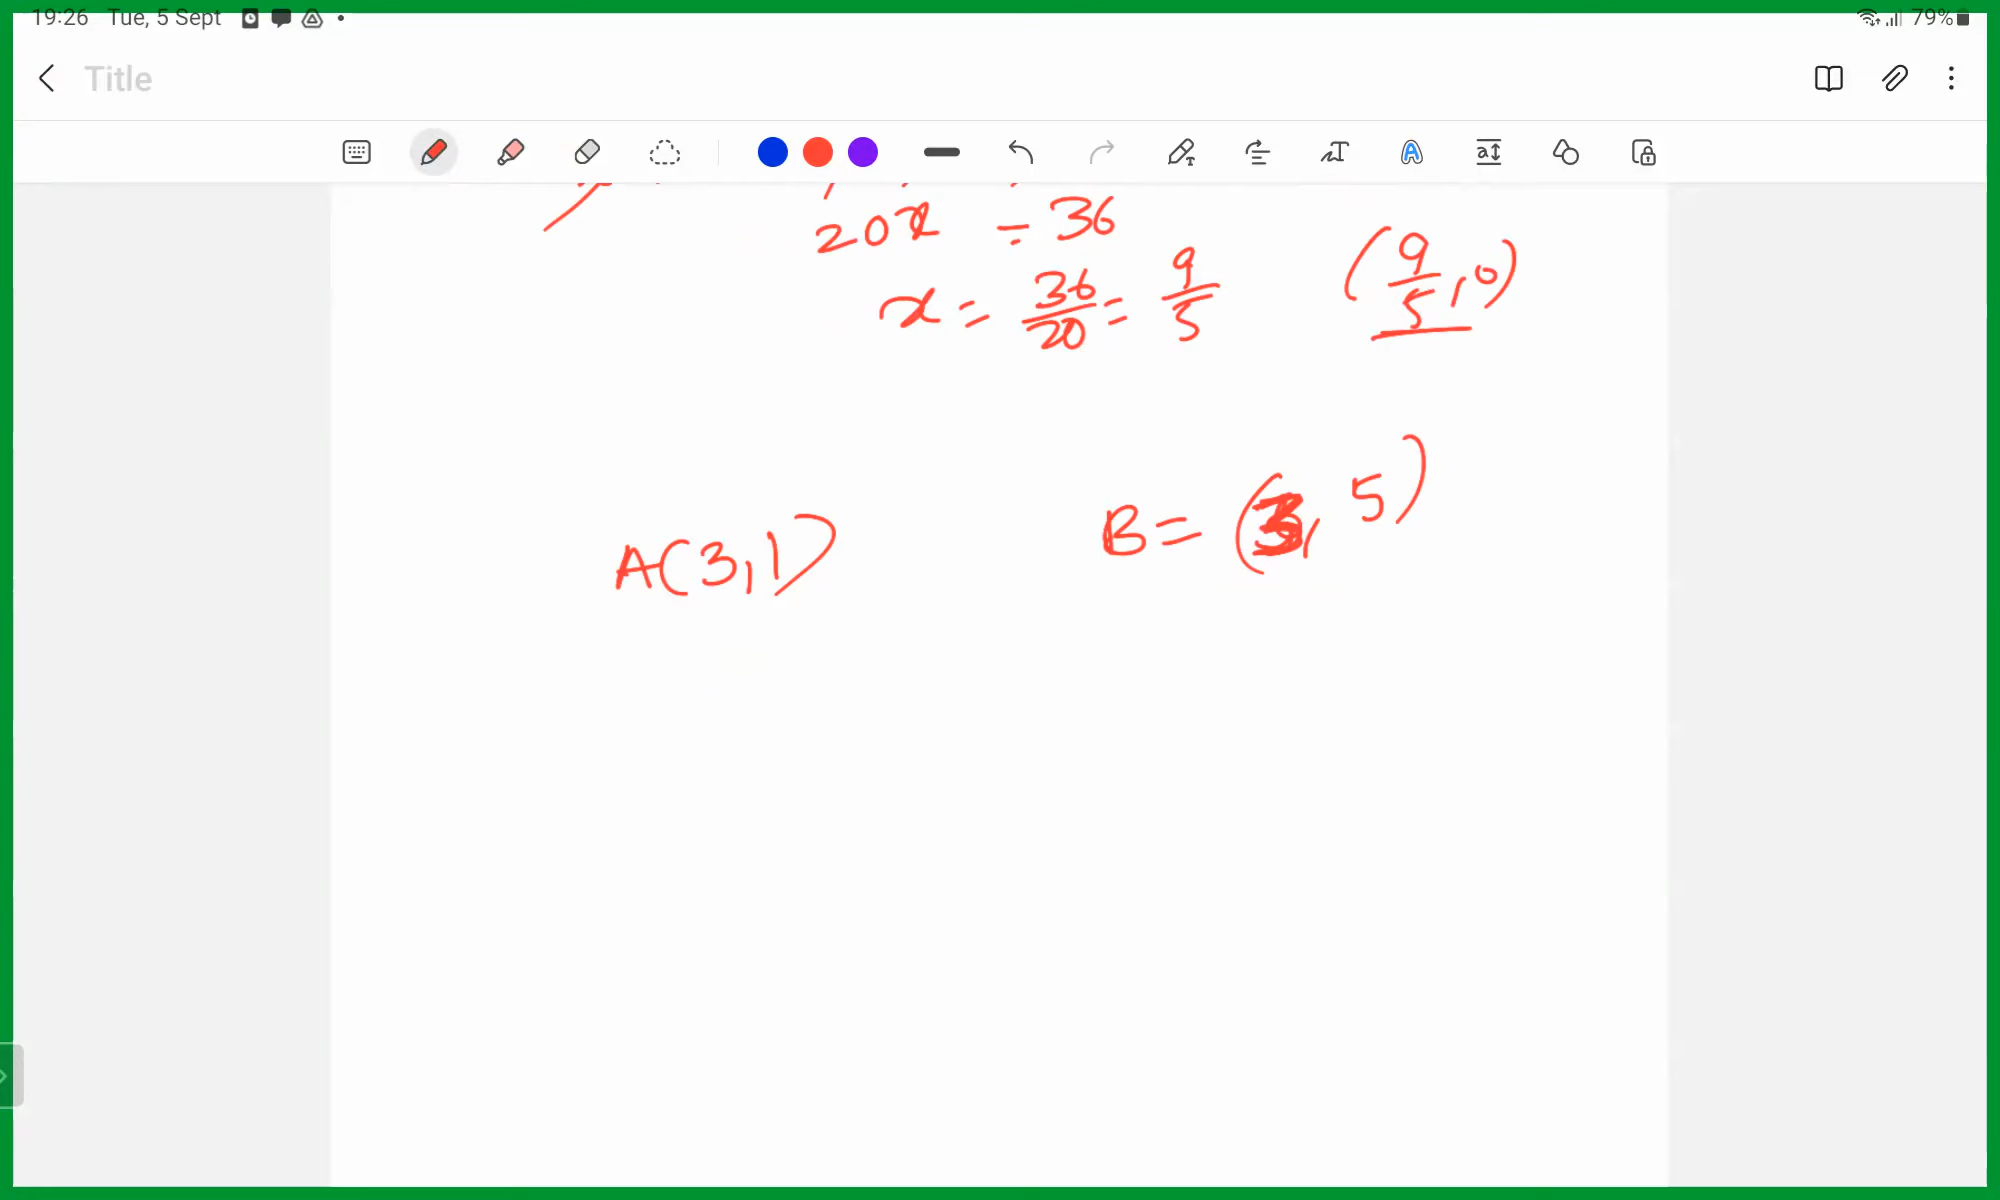 19:26 Tue, 5 Sept 79%
Title
20x = 36
x = 36/20 = 9/5 (9/5, 0)
A(3,1) B = (3, 5)